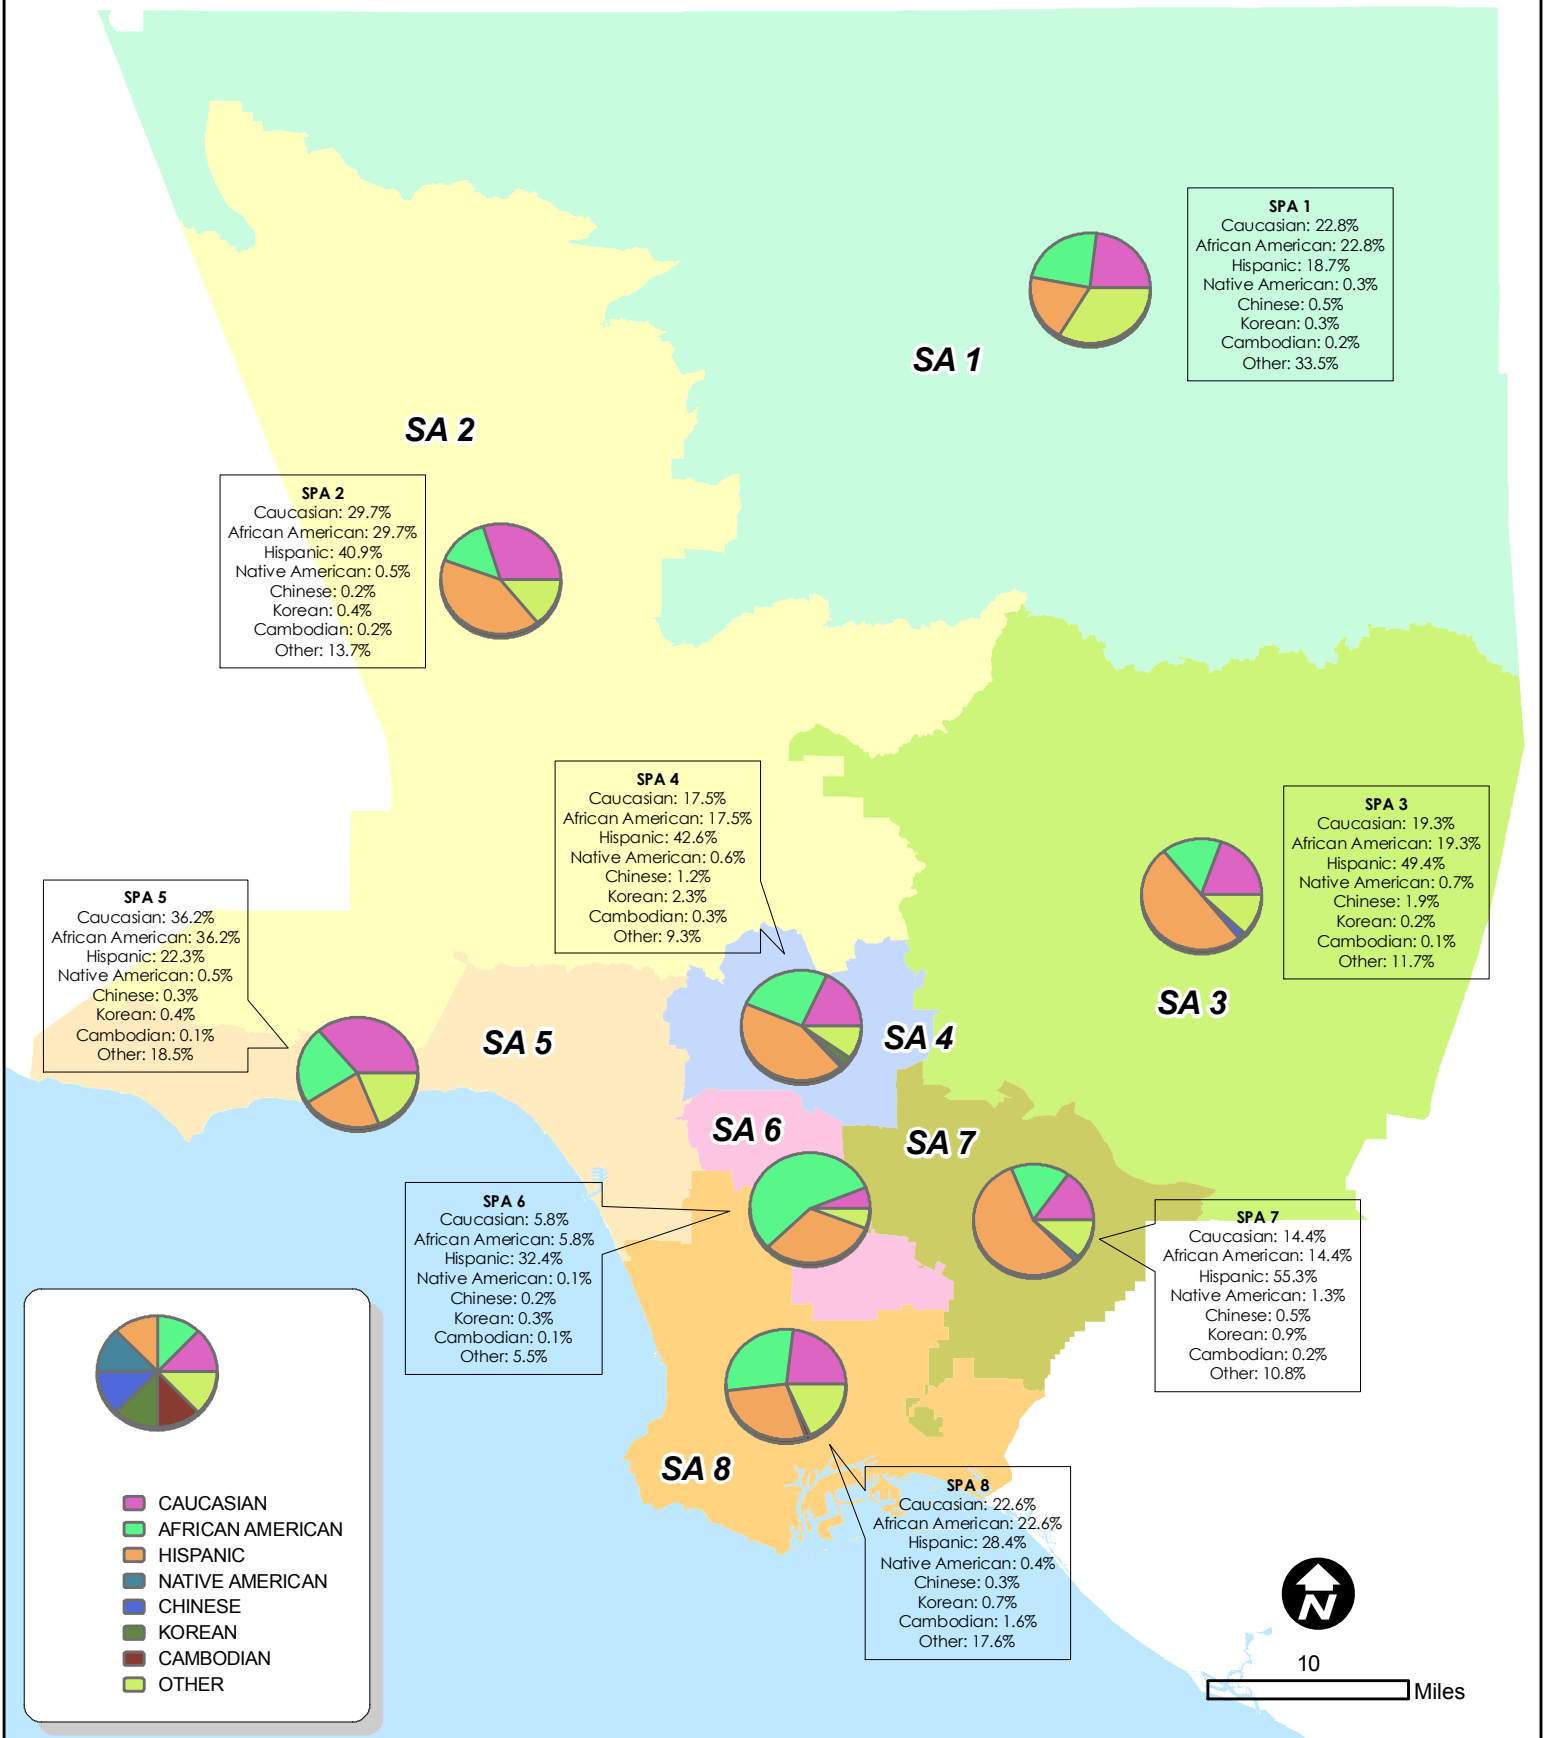 SPA 1
Caucasian: 22.8%
African American: 22.8%
Hispanic: 18.7%
Native American: 0.3%
Chinese: 0.5%
Korean: 0.3%
Cambodian: 0.2%
Other: 33.5%
SA 1
SA 2
SPA 2
Caucasian: 29.7%
African American: 29.7%
Hispanic: 40.9%
Native American: 0.5%
Chinese: 0.2%
Korean: 0.4%
Cambodian: 0.2%
Other: 13.7%
SPA 4
Caucasian: 17.5%
African American: 17.5%
Hispanic: 42.6%
Native American: 0.6%
Chinese: 1.2%
Korean: 2.3%
Cambodian: 0.3%
Other: 9.3%
SPA 3
Caucasian: 19.3%
African American: 19.3%
Hispanic: 49.4%
Native American: 0.7%
Chinese: 1.9%
Korean: 0.2%
Cambodian: 0.1%
Other: 11.7%
SPA 5
Caucasian: 36.2%
African American: 36.2%
Hispanic: 22.3%
Native American: 0.5%
Chinese: 0.3%
Korean: 0.4%
Cambodian: 0.1%
Other: 18.5%
SA 3
SA 5
SA 4
SA 6
SA 7
SPA 6
Caucasian: 5.8%
African American: 5.8%
Hispanic: 32.4%
Native American: 0.1%
Chinese: 0.2%
Korean: 0.3%
Cambodian: 0.1%
Other: 5.5%
SPA 7
Caucasian: 14.4%
African American: 14.4%
Hispanic: 55.3%
Native American: 1.3%
Chinese: 0.5%
Korean: 0.9%
Cambodian: 0.2%
Other: 10.8%
SA 8
SPA 8
Caucasian: 22.6%
African American: 22.6%
Hispanic: 28.4%
Native American: 0.4%
Chinese: 0.3%
Korean: 0.7%
Cambodian: 1.6%
Other: 17.6%
CAUCASIAN
AFRICAN AMERICAN
HISPANIC
NATIVE AMERICAN
CHINESE
KOREAN
CAMBODIAN
OTHER
N
10
Miles